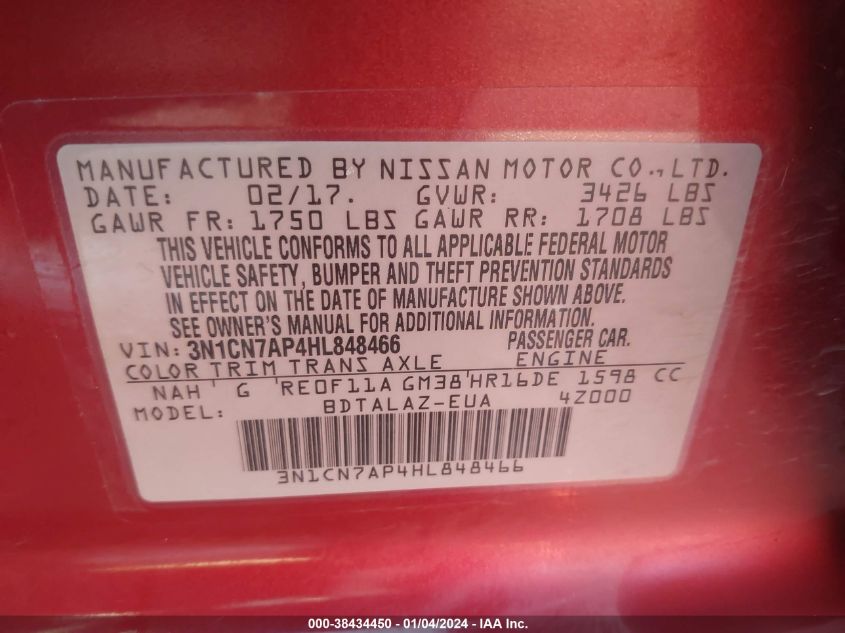 MANUFACTURED BY NISSAN MOTOR CO., LTD.
DATE: 02/17. GVWR: 3426 LBS
GAWR FR: 1750 LBS GAWR RR: 1708 LBS
THIS VEHICLE CONFORMS TO ALL APPLICABLE FEDERAL MOTOR
VEHICLE SAFETY, BUMPER AND THEFT PREVENTION STANDARDS
IN EFFECT ON THE DATE OF MANUFACTURE SHOWN ABOVE.
SEE OWNER'S MANUAL FOR ADDITIONAL INFORMATION.
VIN: 3N1CN7AP4HL848466 PASSENGER CAR.
COLOR TRIM TRANS AXLE ENGINE
NAH ' G 'RE0F11A GM38'HR16DE 1598 CC
MODEL: BDTALAZ-EUA 4Z000
3N1CN7AP4HL848466
000-38434450 - 01/04/2024 - IAA Inc.